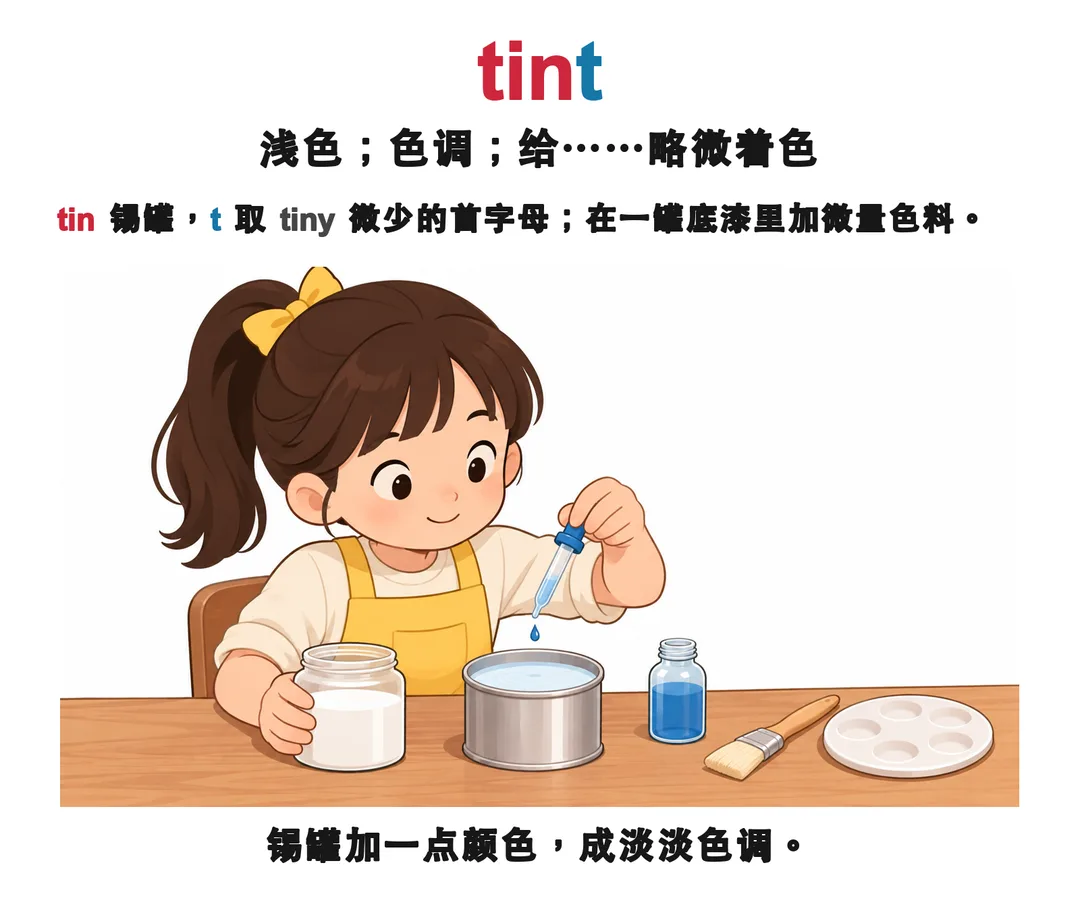 tint
浅色；色调；给……略微着色
tin 锡罐，t 取 tiny 微少的首字母；在一罐底漆里加微量色料。
锡罐加一点颜色，成淡淡色调。